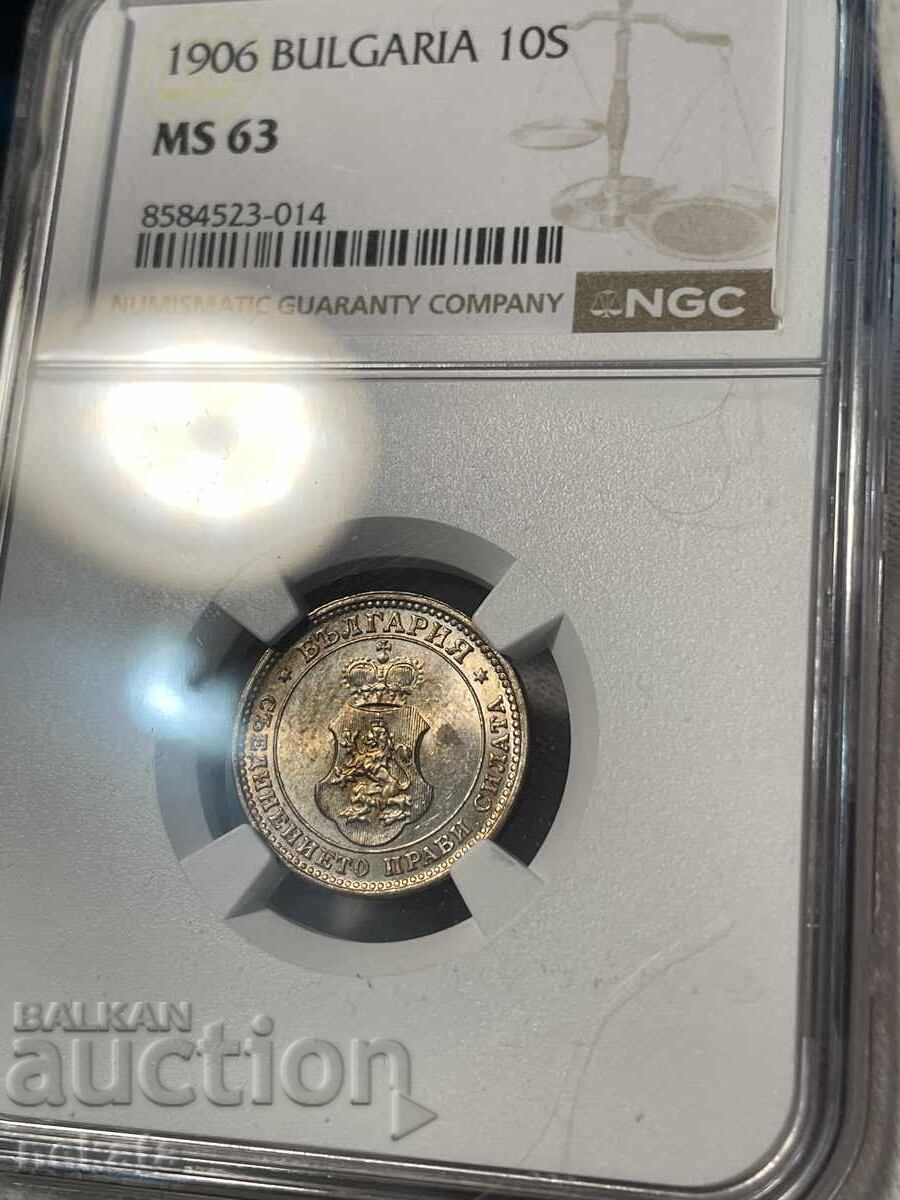 1906 BULGARIA 10S
MS 63
8584523-014
NUMISMATIC GUARANTY COMPANY
NGC
БЪЛГАРИЯ
СЪЕДИНЕНИЕТО ПРАВИ СИЛАТА
BALKAN
auction